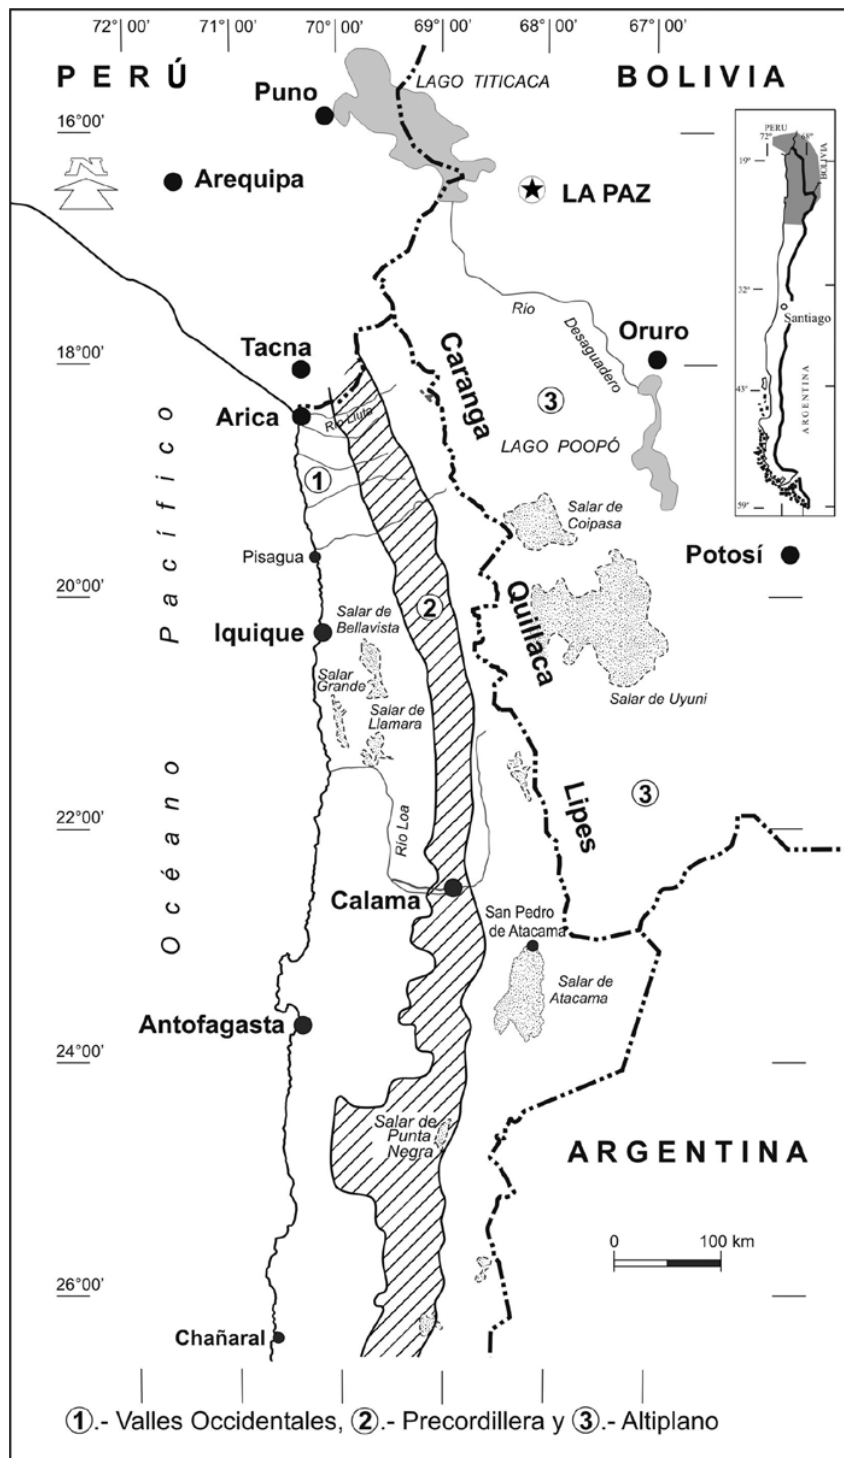 72°00' 71°00' 70°00' 69°00' 68°00' 67°00'
PERÚ
BOLIVIA
LAGO TITICACA
Puno
16°00'
N
Arequipa
LA PAZ
Río
Desaguadero
Oruro
Tacna
18°00'
Caranga
3
Arica
Río Lluta
LAGO POOPÓ
1
Salar de
Coipasa
Pisagua
Potosí
20°00'
2
Quillaca
Salar de
Bellavista
Iquique
Salar
Grande
Salar de
Llamara
Salar de Uyuni
Océano Pacífico
Lipes
3
22°00'
Río Loa
Calama
San Pedro
de Atacama
Salar de
Atacama
Antofagasta
24°00'
Salar de
Punta
Negra
ARGENTINA
0 100 km
26°00'
Chañaral
PERU
72° 68°
BOLIVIA
19°
32°
Santiago
43°
ARGENTINA
59°
1.- Valles Occidentales, 2.- Precordillera y 3.- Altiplano